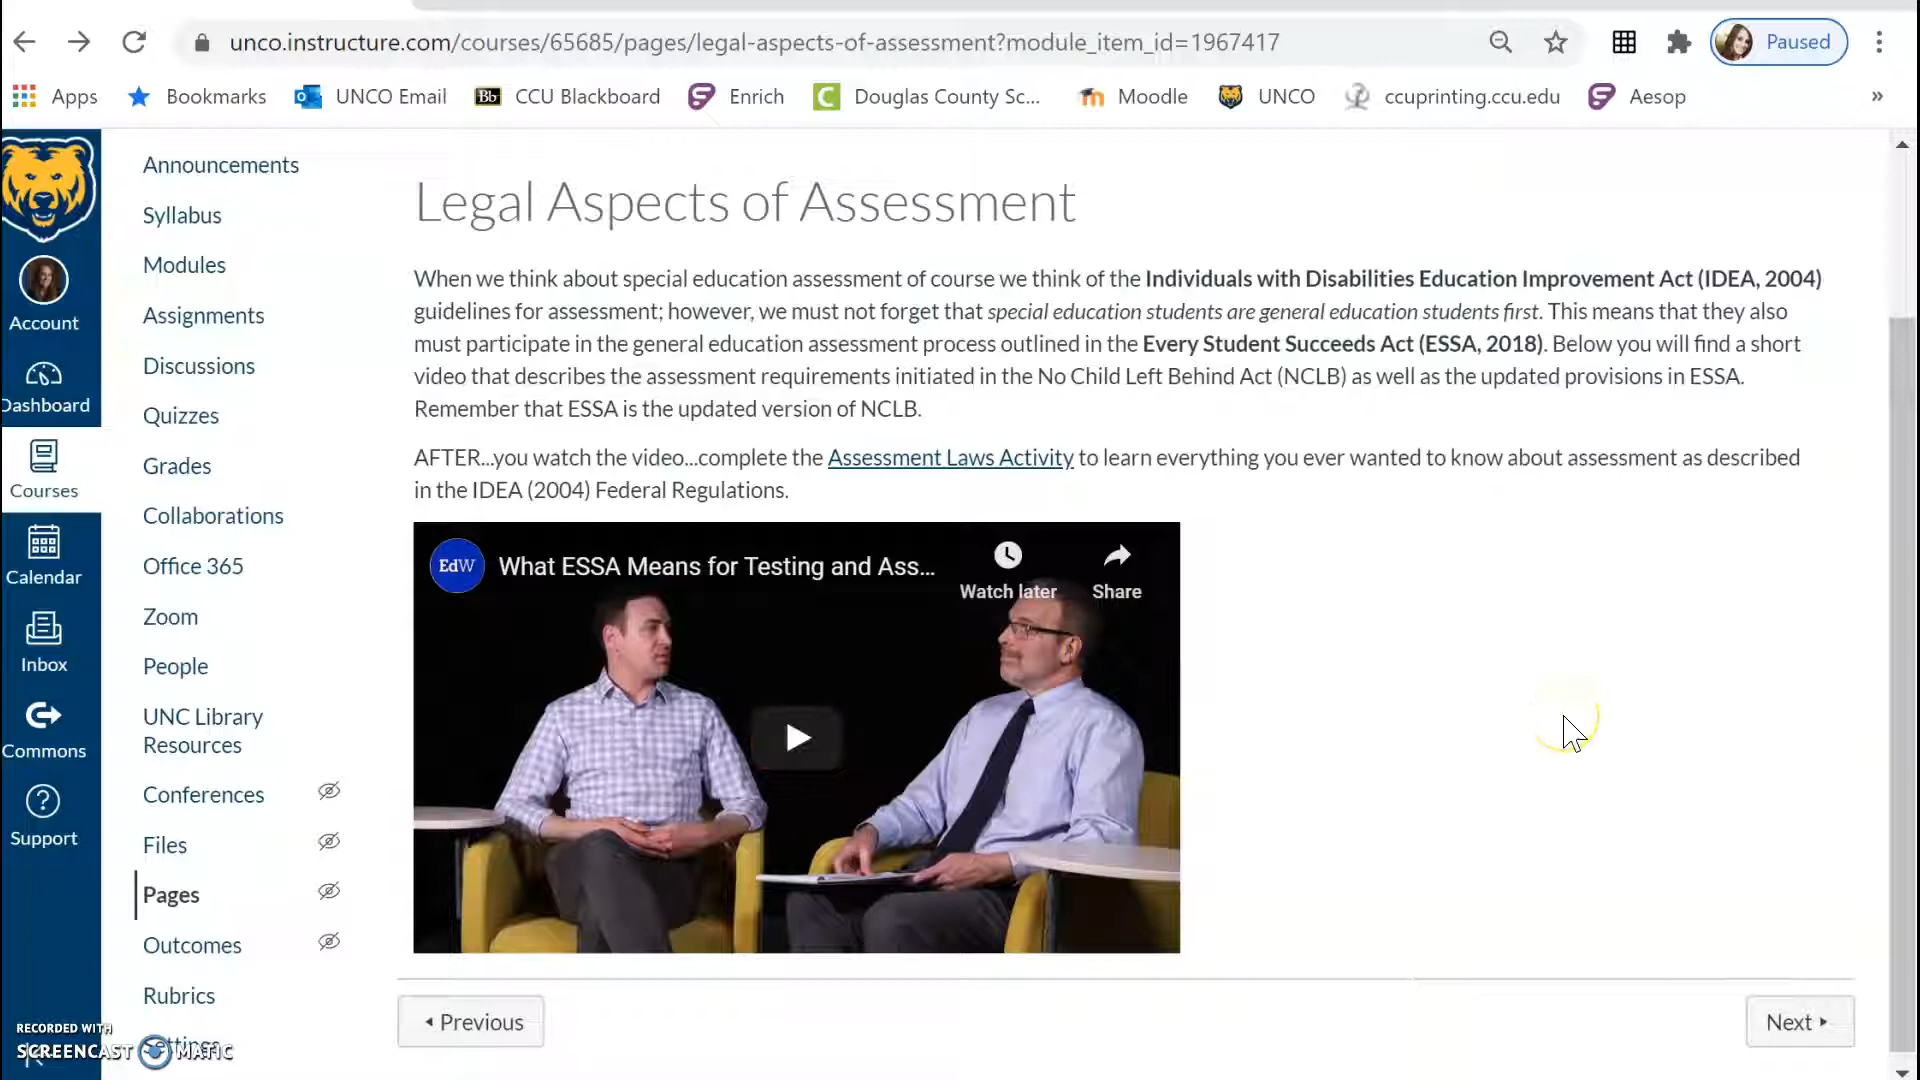 unco.instructure.com/courses/65685/pages/legal-aspects-of-assessment?module_item_id=1967417
Paused
Apps
Bookmarks
UNCO Email
Bb
CCU Blackboard
Enrich
Douglas County Sc...
Moodle
UNCO
ccuprinting.ccu.edu
Aesop
»
Account
Dashboard
Courses
Calendar
Inbox
Commons
Support
Announcements
Syllabus
Modules
Assignments
Discussions
Quizzes
Grades
Collaborations
Office 365
Zoom
People
UNC Library
Resources
Conferences
Files
Pages
Outcomes
Rubrics
Settings
Legal Aspects of Assessment
When we think about special education assessment of course we think of the Individuals with Disabilities Education Improvement Act (IDEA, 2004)
guidelines for assessment; however, we must not forget that special education students are general education students first. This means that they also
must participate in the general education assessment process outlined in the Every Student Succeeds Act (ESSA, 2018). Below you will find a short
video that describes the assessment requirements initiated in the No Child Left Behind Act (NCLB) as well as the updated provisions in ESSA.
Remember that ESSA is the updated version of NCLB.
AFTER...you watch the video...complete the Assessment Laws Activity to learn everything you ever wanted to know about assessment as described
in the IDEA (2004) Federal Regulations.
EdW
What ESSA Means for Testing and Ass...
Watch later
Share
Previous
Next
RECORDED WITH
SCREENCAST MATIC